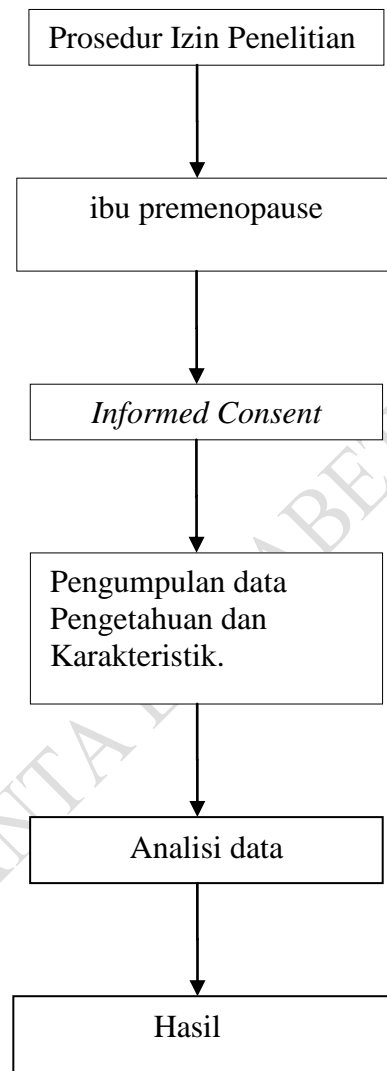 Prosedur Izin Penelitian
ibu premenopause
Informed Consent
Pengumpulan data
Pengetahuan dan
Karakteristik.
Analisi data
Hasil